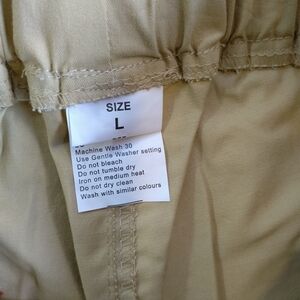 SIZE
L
Machine Wash 30
Use Gentle Washer setting
Do not bleach
Do not tumble dry
Iron on medium heat
Do not dry clean
Wash with similar colours